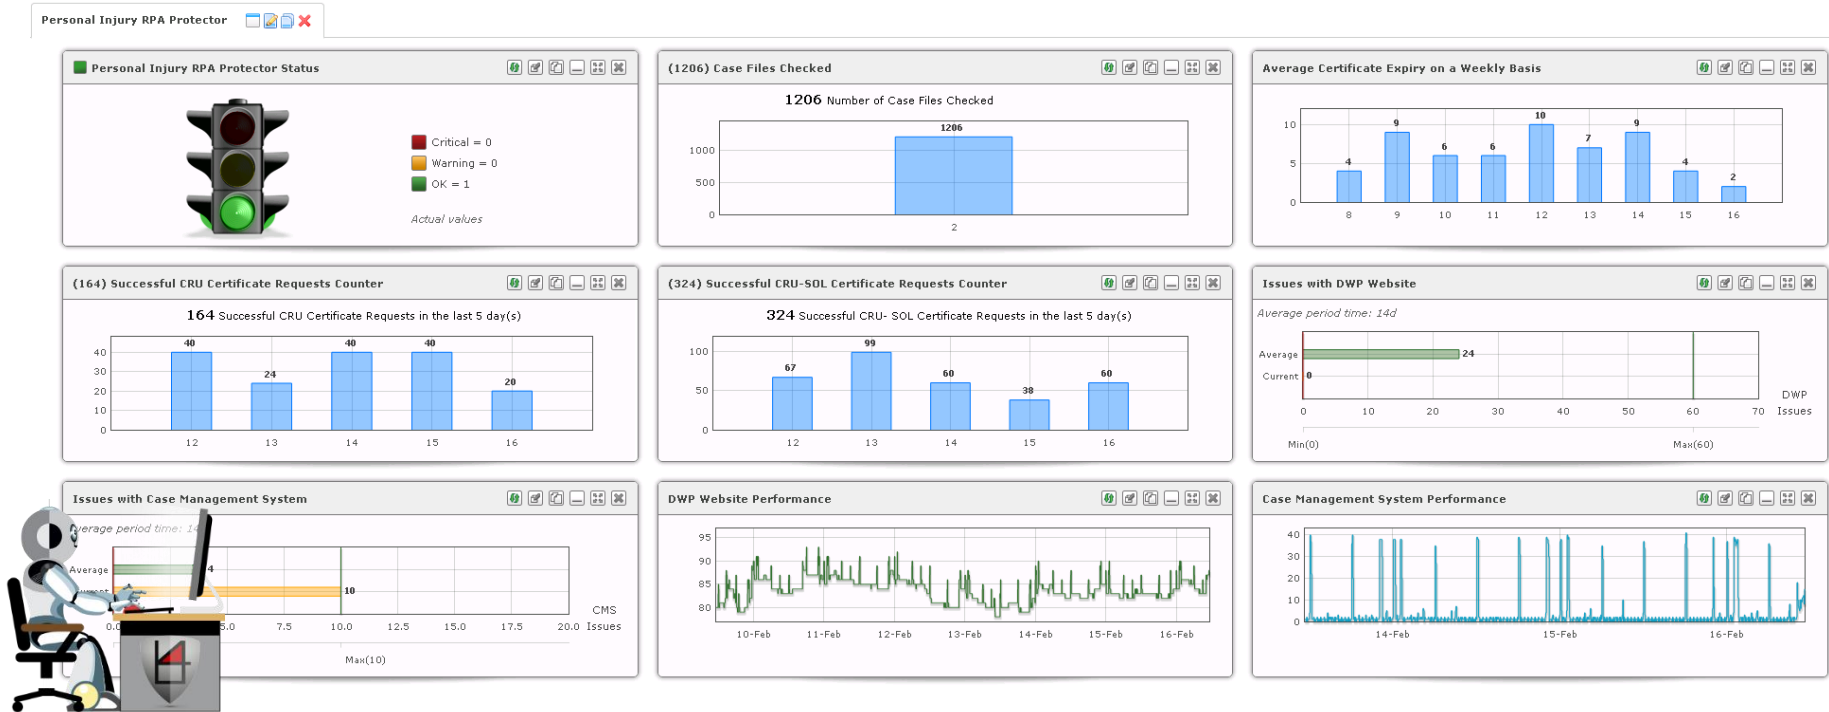 Personal Injury RPA Protector
Personal Injury RPA Protector Status
Critical = 0
Warning = 0
OK = 1
Actual values
(1206) Case Files Checked
1206 Number of Case Files Checked
1206
1000
500
0
2
Average Certificate Expiry on a Weekly Basis
10
5
0
4 9 6 6 10 7 9 4 2
8 9 10 11 12 13 14 15 16
(164) Successful CRU Certificate Requests Counter
164 Successful CRU Certificate Requests in the last 5 day(s)
40
30
20
10
0
40 24 40 40 20
12 13 14 15 16
(324) Successful CRU-SOL Certificate Requests Counter
324 Successful CRU- SOL Certificate Requests in the last 5 day(s)
100
50
0
67 99 60 38 60
12 13 14 15 16
Issues with DWP Website
Average period time: 14d
Average 24
Current 0
0 10 20 30 40 50 60 70
DWP
Issues
Min(0) Max(60)
Issues with Case Management System
verage period time: 14
Average 4
10
0.0 5.0 7.5 10.0 12.5 15.0 17.5 20.0
CMS
Issues
Max(10)
DWP Website Performance
95
90
85
80
10-Feb 11-Feb 12-Feb 13-Feb 14-Feb 15-Feb 16-Feb
Case Management System Performance
40
30
20
10
0
14-Feb 15-Feb 16-Feb